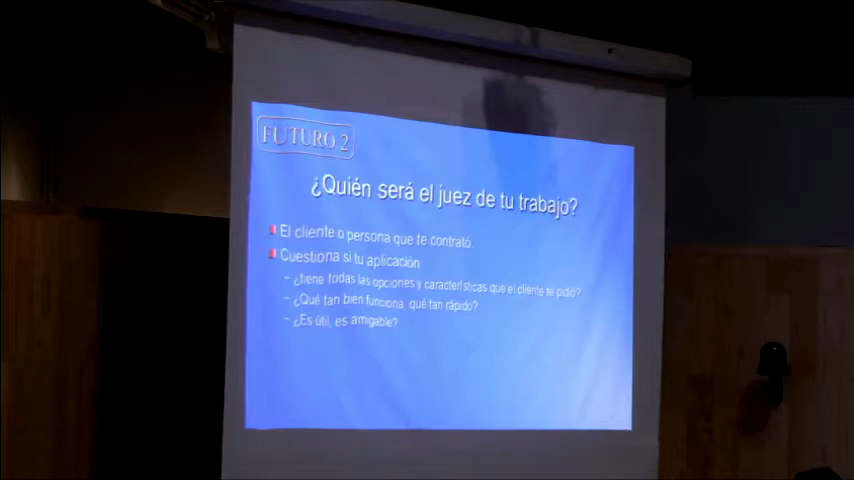 FUTURO 2
¿Quién será el juez de tu trabajo?
El cliente o persona que te contrató.
Cuestiona si tu aplicación
– ¿tiene todas las opciones y características que el cliente te pidió?
– ¿Qué tan bien funciona, qué tan rápido?
– ¿Es útil, es amigable?